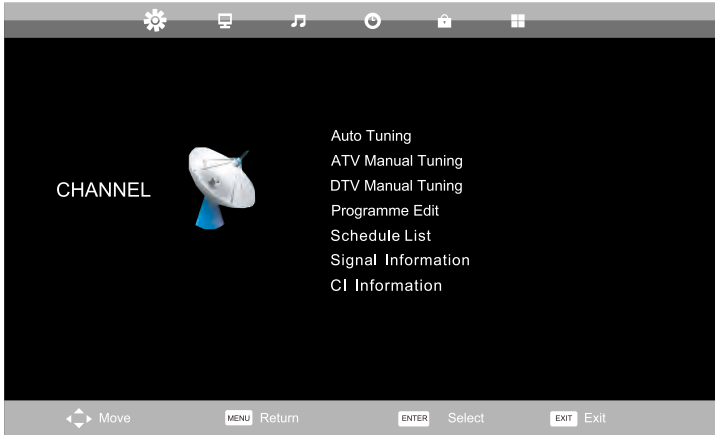 Auto Tuning
ATV Manual Tuning
DTV Manual Tuning
CHANNEL
Programme Edit
Schedule List
Signal Information
CI Information
Move MENU Return ENTER Select EXIT Exit